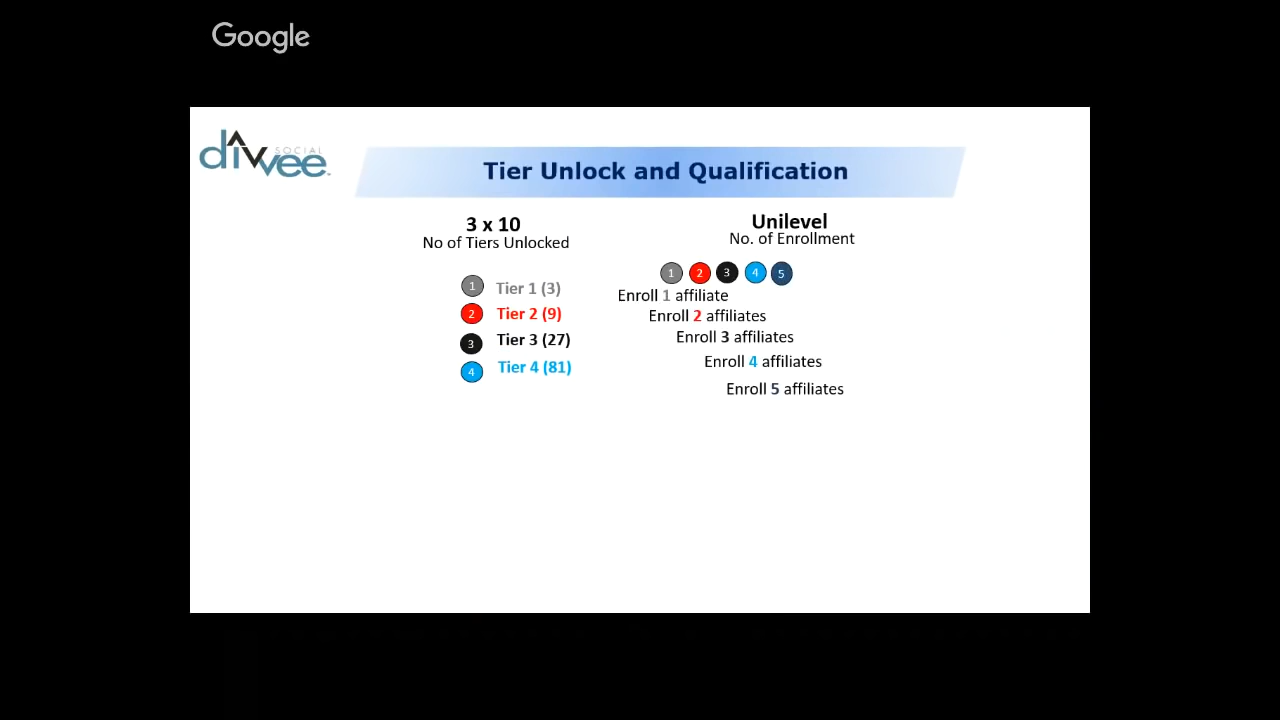 Google
divvee
SOCIAL
Tier Unlock and Qualification
3 x 10
No of Tiers Unlocked
1 Tier 1 (3)
2 Tier 2 (9)
3 Tier 3 (27)
4 Tier 4 (81)
Unilevel
No. of Enrollment
1 2 3 4 5
Enroll 1 affiliate
Enroll 2 affiliates
Enroll 3 affiliates
Enroll 4 affiliates
Enroll 5 affiliates